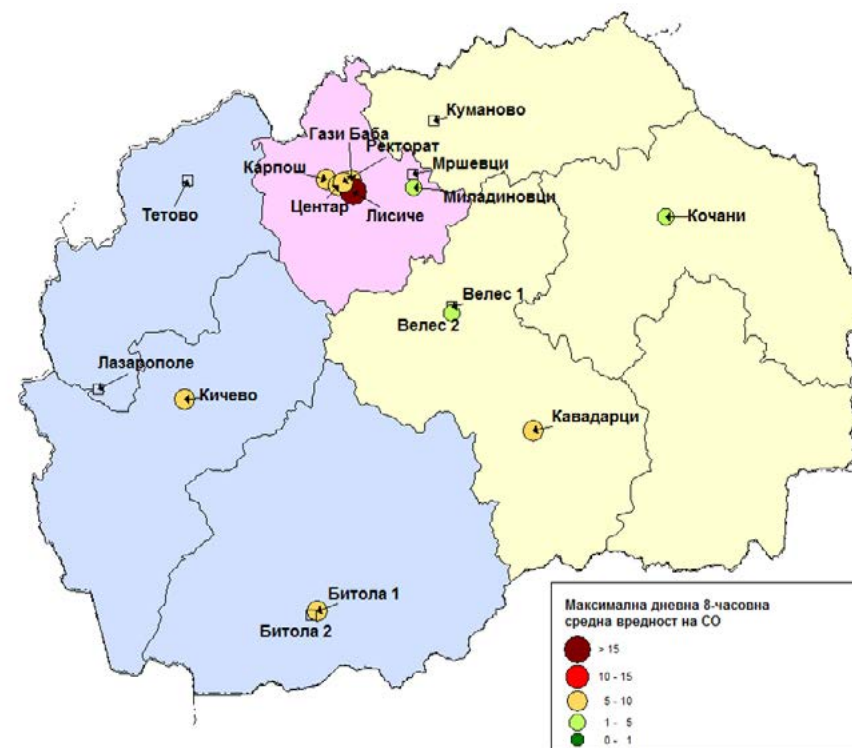 Куманово
Гази Баба
Ректорат
Карпош
Мршевци
Центар
Лисиче
Миладиновци
Тетово
Кочани
Велес 1
Велес 2
Лазарополе
Кичево
Кавадарци
Битола 1
Битола 2
Максимална дневна 8-часовна
средна вредност на CO
> 15
10 - 15
5 - 10
1 - 5
0 - 1